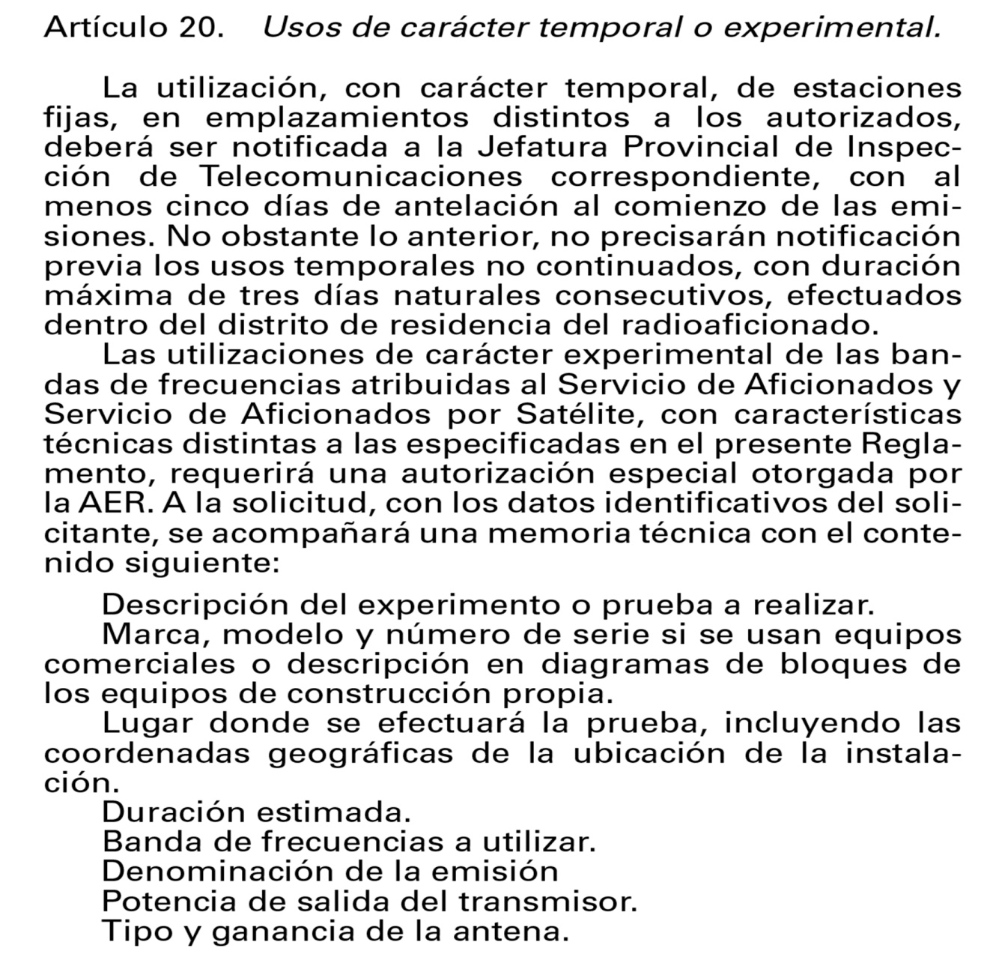 Artículo 20. Usos de carácter temporal o experimental.
La utilización, con carácter temporal, de estaciones
fijas, en emplazamientos distintos a los autorizados,
deberá ser notificada a la Jefatura Provincial de Inspec-
ción de Telecomunicaciones correspondiente, con al
menos cinco días de antelación al comienzo de las emi-
siones. No obstante lo anterior, no precisarán notificación
previa los usos temporales no continuados, con duración
máxima de tres días naturales consecutivos, efectuados
dentro del distrito de residencia del radioaficionado.
Las utilizaciones de carácter experimental de las ban-
das de frecuencias atribuidas al Servicio de Aficionados y
Servicio de Aficionados por Satélite, con características
técnicas distintas a las especificadas en el presente Regla-
mento, requerirá una autorización especial otorgada por
la AER. A la solicitud, con los datos identificativos del soli-
citante, se acompañará una memoria técnica con el conte-
nido siguiente:
Descripción del experimento o prueba a realizar.
Marca, modelo y número de serie si se usan equipos
comerciales o descripción en diagramas de bloques de
los equipos de construcción propia.
Lugar donde se efectuará la prueba, incluyendo las
coordenadas geográficas de la ubicación de la instala-
ción.
Duración estimada.
Banda de frecuencias a utilizar.
Denominación de la emisión
Potencia de salida del transmisor.
Tipo y ganancia de la antena.